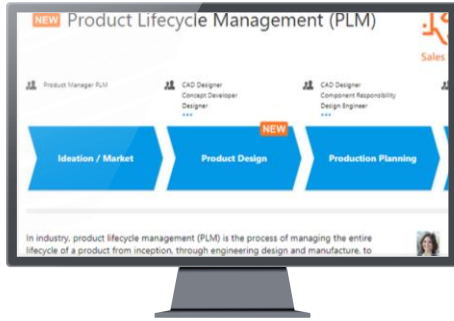 NEW Product Lifecycle Management (PLM)
Sales
Product Manager PLM
CAD Designer
Concept Developer
Designer
...
CAD Designer
Component Responsibility
Design Engineer
...
NEW
Ideation / Market
Product Design
Production Planning
In industry, product lifecycle management (PLM) is the process of managing the entire
lifecycle of a product from inception, through engineering design and manufacture, to